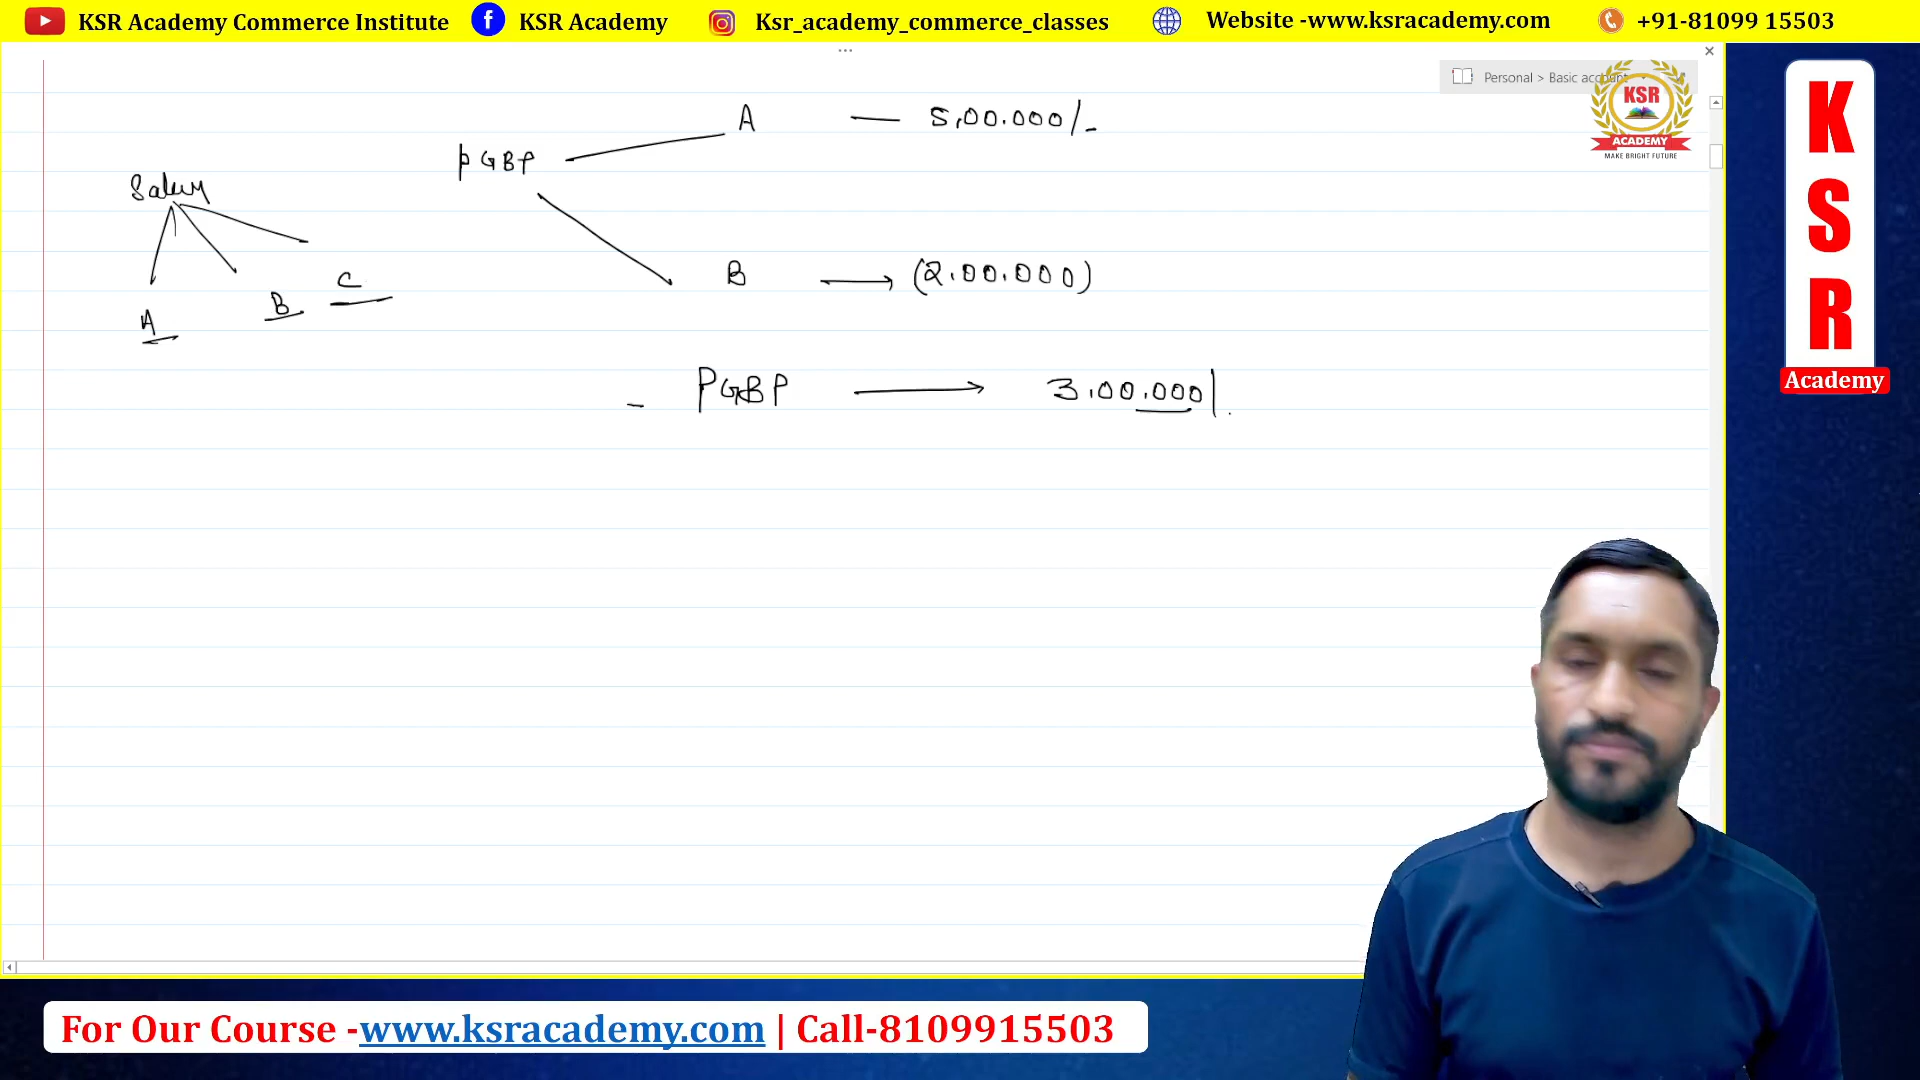 KSR Academy Commerce Institute KSR Academy Ksr_academy_commerce_classes Website -www.ksracademy.com +91-81099 15503
Personal > Basic account
KSR
ACADEMY
MAKE BRIGHT FUTURE
K
S
R
Academy
A — 5,00.000/-
PGBP
Salary
B → (2.00.000)
C
B
A
PGBP → 3.00.000/.
For Our Course -www.ksracademy.com | Call-8109915503